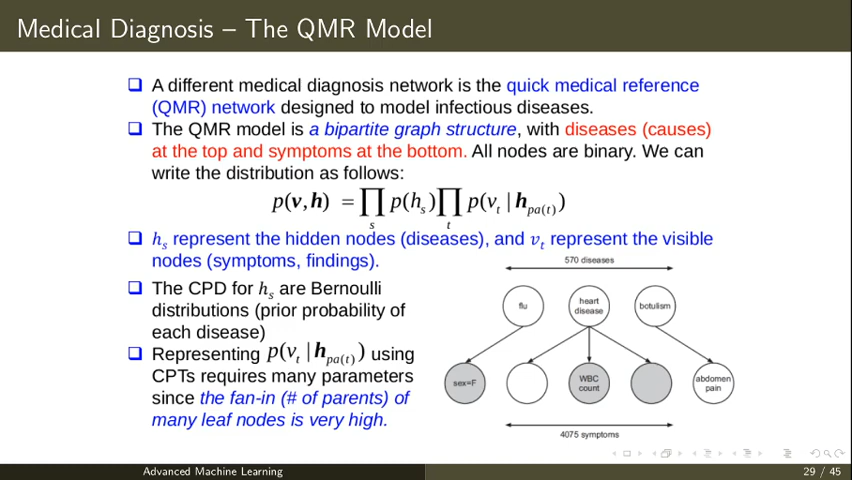 Medical Diagnosis – The QMR Model
❑ A different medical diagnosis network is the quick medical reference
(QMR) network designed to model infectious diseases.
❑ The QMR model is a bipartite graph structure, with diseases (causes)
at the top and symptoms at the bottom. All nodes are binary. We can
write the distribution as follows:
p(v,h) = ∏_s p(h_s) ∏_t p(v_t | h_pa(t))
❑ h_s represent the hidden nodes (diseases), and v_t represent the visible
nodes (symptoms, findings).
❑ The CPD for h_s are Bernoulli
distributions (prior probability of
each disease)
❑ Representing p(v_t | h_pa(t)) using
CPTs requires many parameters
since the fan-in (# of parents) of
many leaf nodes is very high.
570 diseases
flu
heart
disease
botulism
sex=F
WBC
count
abdomen
pain
4075 symptoms
Advanced Machine Learning
29 / 45